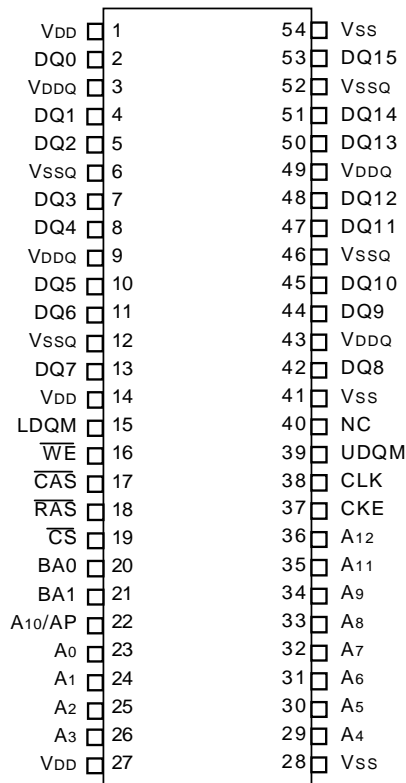 VDD 1 54 VSS
DQ0 2 53 DQ15
VDDQ 3 52 VSSQ
DQ1 4 51 DQ14
DQ2 5 50 DQ13
VSSQ 6 49 VDDQ
DQ3 7 48 DQ12
DQ4 8 47 DQ11
VDDQ 9 46 VSSQ
DQ5 10 45 DQ10
DQ6 11 44 DQ9
VSSQ 12 43 VDDQ
DQ7 13 42 DQ8
VDD 14 41 VSS
LDQM 15 40 NC
W̅E̅ 16 39 UDQM
C̅A̅S̅ 17 38 CLK
R̅A̅S̅ 18 37 CKE
C̅S̅ 19 36 A12
BA0 20 35 A11
BA1 21 34 A9
A10/AP 22 33 A8
A0 23 32 A7
A1 24 31 A6
A2 25 30 A5
A3 26 29 A4
VDD 27 28 VSS